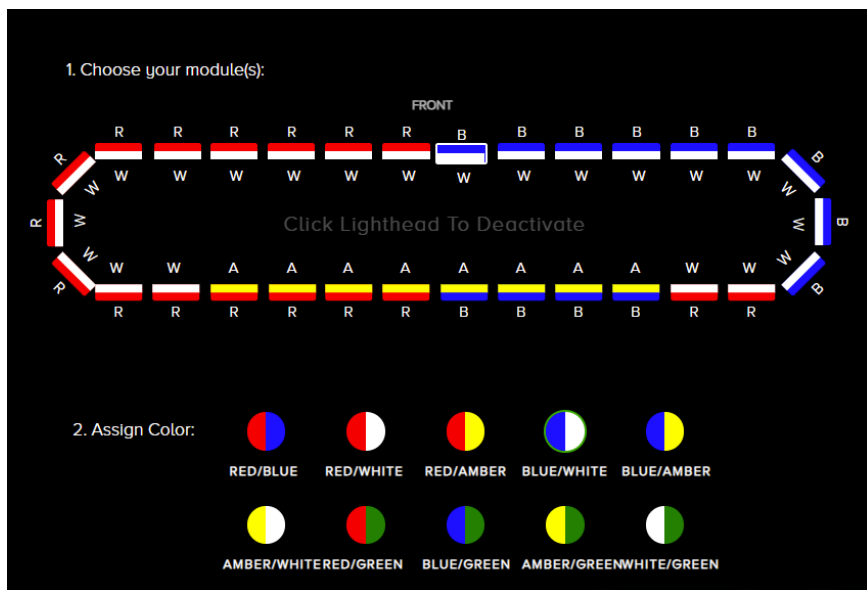 1. Choose your module(s):
FRONT
R R R R R R B B B B B B
R W W W W W W W W W W W W B
W W
R W Click Lighthead To Deactivate W B
W W
R W W A A A A A A A A W W B
R R R R R R B B B B R R
2. Assign Color:
RED/BLUE RED/WHITE RED/AMBER BLUE/WHITE BLUE/AMBER
AMBER/WHITE RED/GREEN BLUE/GREEN AMBER/GREEN WHITE/GREEN